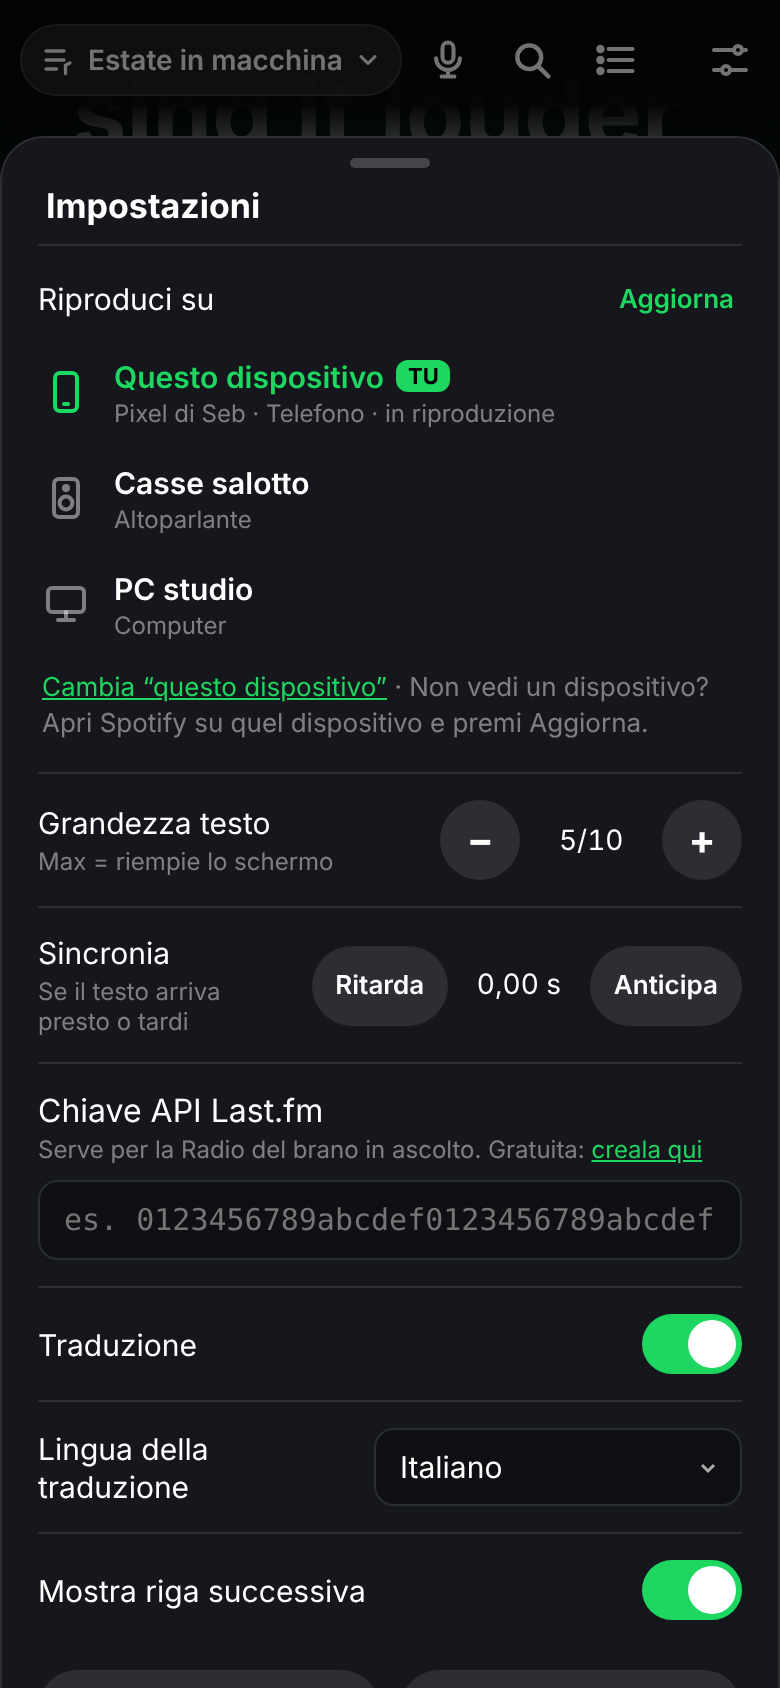 Estate in macchina
sing it louder
Impostazioni
Riproduci su
Aggiorna
Questo dispositivo TU
Pixel di Seb · Telefono · in riproduzione
Casse salotto
Altoparlante
PC studio
Computer
Cambia “questo dispositivo” · Non vedi un dispositivo?
Apri Spotify su quel dispositivo e premi Aggiorna.
Grandezza testo
Max = riempie lo schermo
− 5/10 +
Sincronia
Se il testo arriva
presto o tardi
Ritarda 0,00 s Anticipa
Chiave API Last.fm
Serve per la Radio del brano in ascolto. Gratuita: creala qui
es. 0123456789abcdef0123456789abcdef
Traduzione
Lingua della
traduzione
Italiano
Mostra riga successiva